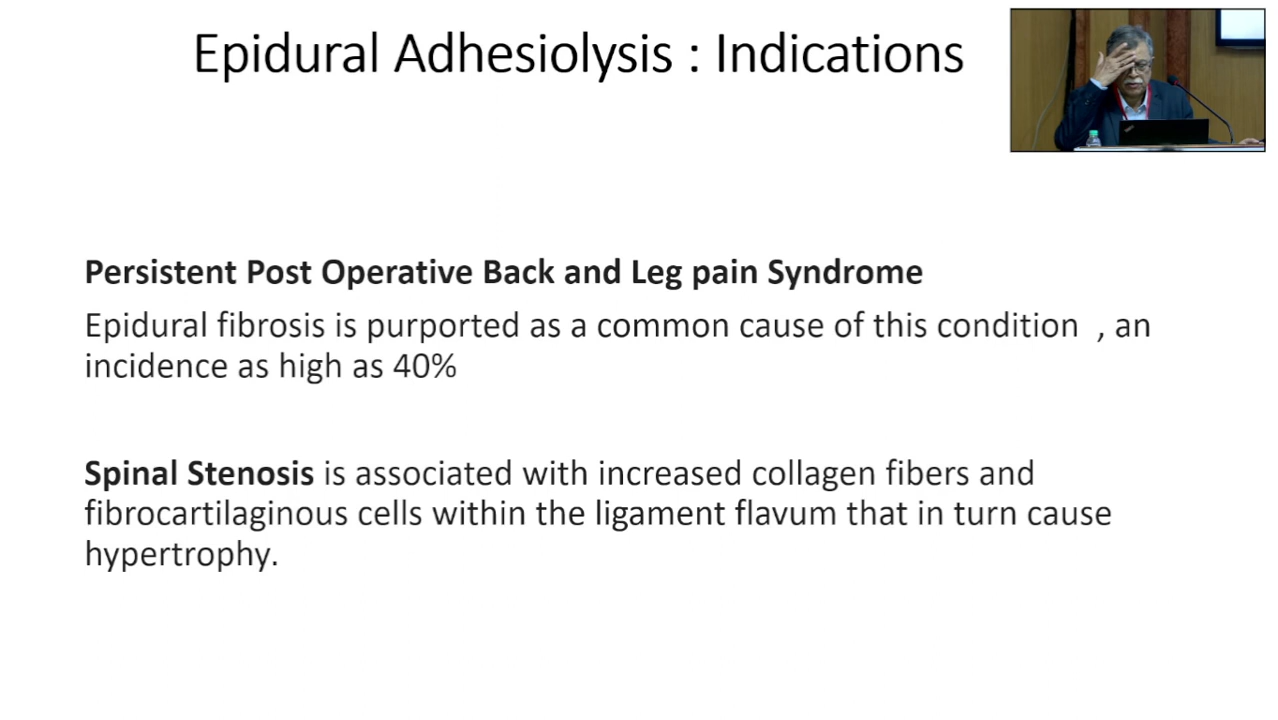 Epidural Adhesiolysis : Indications
Persistent Post Operative Back and Leg pain Syndrome
Epidural fibrosis is purported as a common cause of this condition , an
incidence as high as 40%
Spinal Stenosis is associated with increased collagen fibers and
fibrocartilaginous cells within the ligament flavum that in turn cause
hypertrophy.